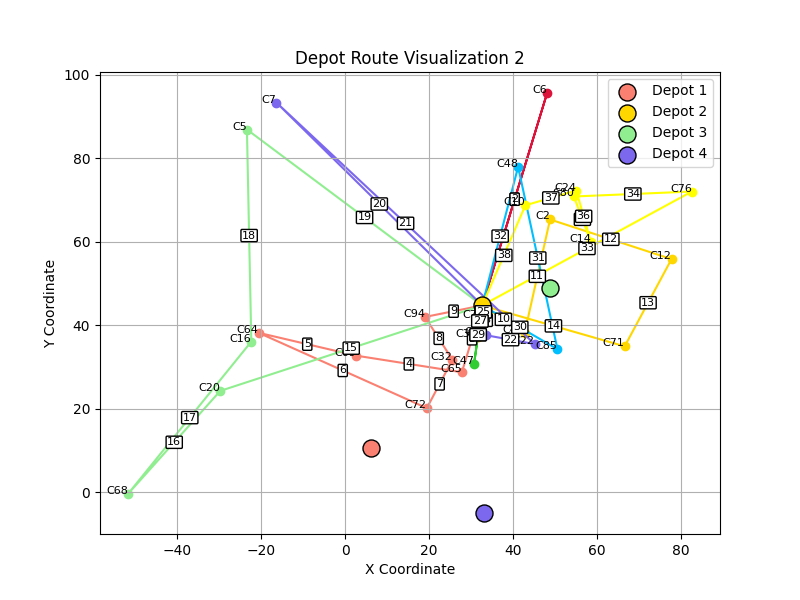 Depot Route Visualization 2
Depot 1
Depot 2
Depot 3
Depot 4
100
80
60
40
20
0
Y Coordinate
−40
−20
0
20
40
60
80
X Coordinate
C6
C7
C5
C48
C24
C76
C2
C14
C12
C94
C64
C16
C32
C47
C65
C85
C71
C20
C72
C68
37
34
20
19
21
18
32
36
12
31
38
33
11
13
9
25
10
27
14
30
8
29
22
5
15
4
6
7
17
16